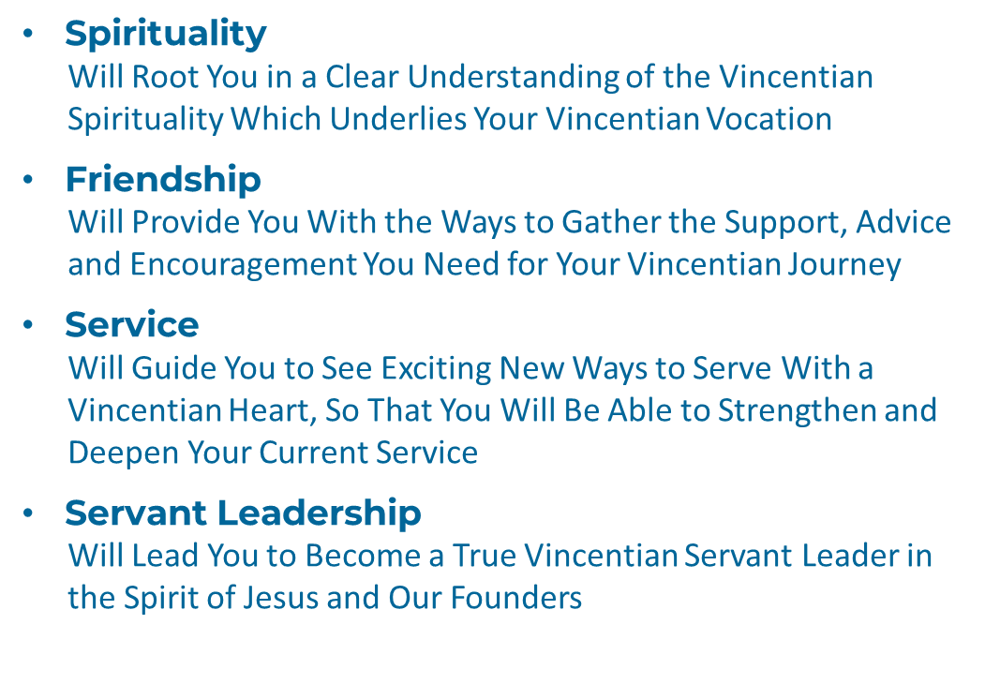 • Spirituality
Will Root You in a Clear Understanding of the Vincentian
Spirituality Which Underlies Your Vincentian Vocation
• Friendship
Will Provide You With the Ways to Gather the Support, Advice
and Encouragement You Need for Your Vincentian Journey
• Service
Will Guide You to See Exciting New Ways to Serve With a
Vincentian Heart, So That You Will Be Able to Strengthen and
Deepen Your Current Service
• Servant Leadership
Will Lead You to Become a True Vincentian Servant Leader in
the Spirit of Jesus and Our Founders